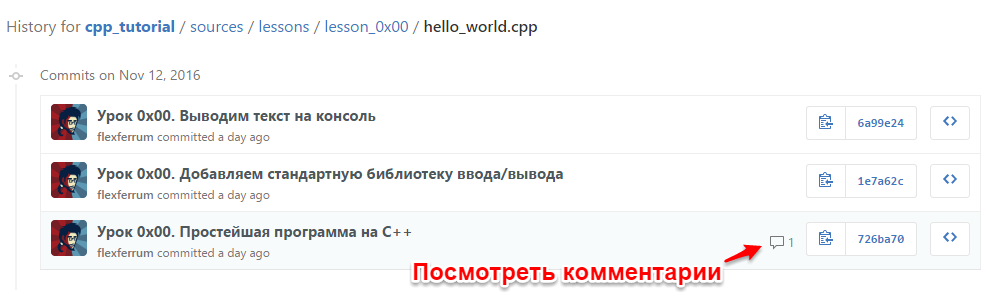 History for cpp_tutorial / sources / lessons / lesson_0x00 / hello_world.cpp
Commits on Nov 12, 2016
Урок 0x00. Выводим текст на консоль
flexferrum committed a day ago
6a99e24
Урок 0x00. Добавляем стандартную библиотеку ввода/вывода
flexferrum committed a day ago
1e7a62c
Урок 0x00. Простейшая программа на C++
flexferrum committed a day ago
1
726ba70
Посмотреть комментарии